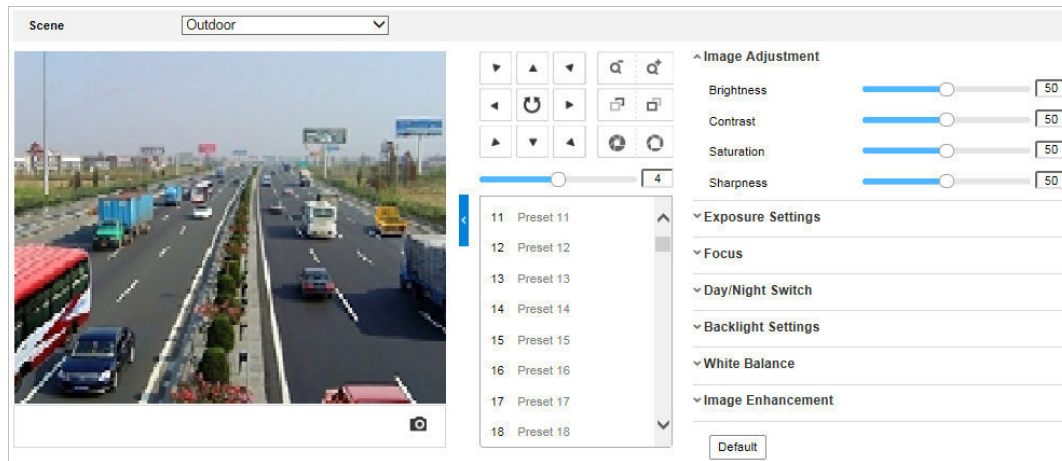 Scene Outdoor
4
11 Preset 11
12 Preset 12
13 Preset 13
14 Preset 14
15 Preset 15
16 Preset 16
17 Preset 17
18 Preset 18
Image Adjustment
Brightness 50
Contrast 50
Saturation 50
Sharpness 50
Exposure Settings
Focus
Day/Night Switch
Backlight Settings
White Balance
Image Enhancement
Default